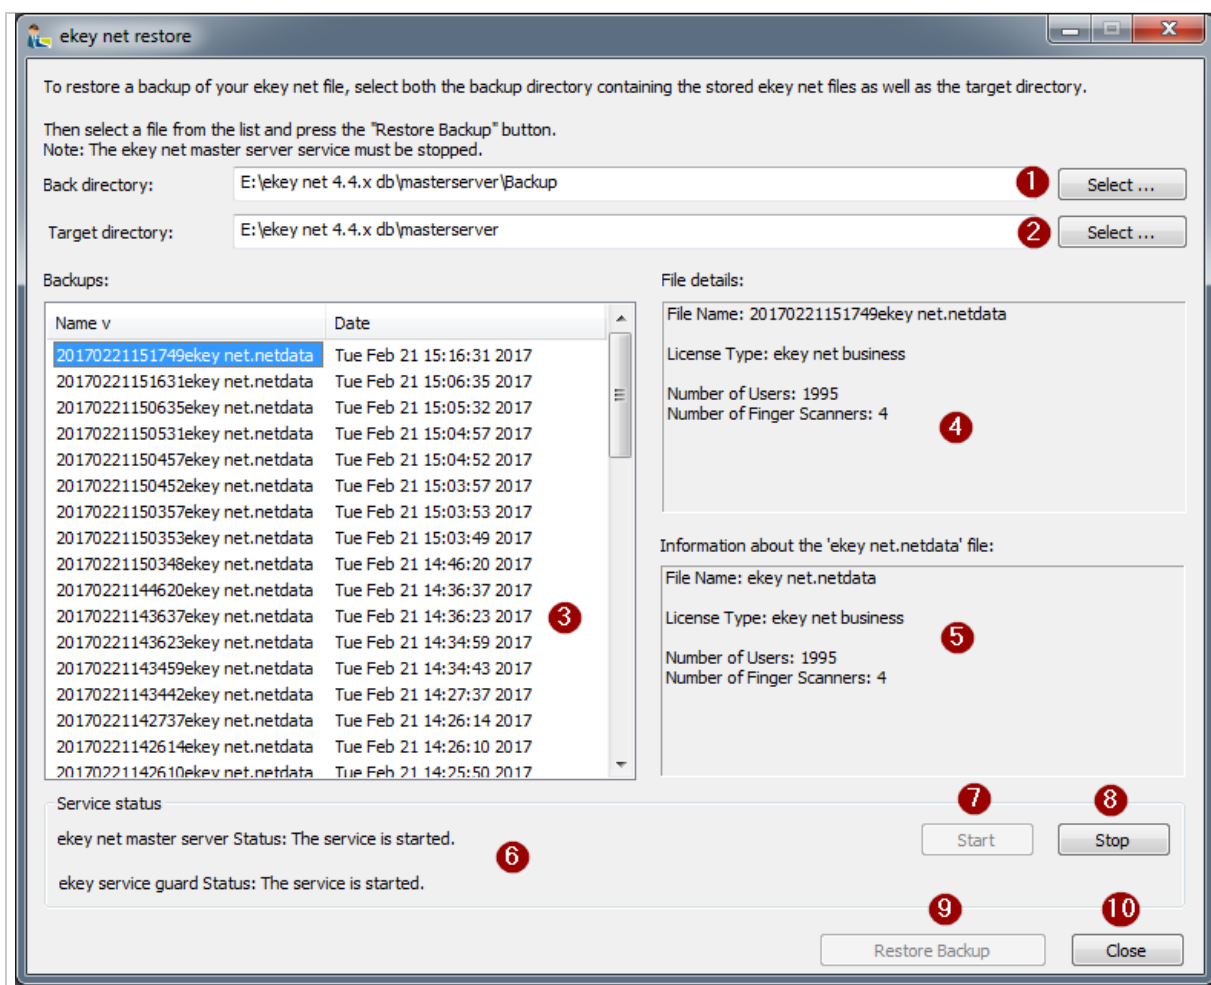 ekey net restore
To restore a backup of your ekey net file, select both the backup directory containing the stored ekey net files as well as the target directory.
Then select a file from the list and press the "Restore Backup" button.
Note: The ekey net master server service must be stopped.
Back directory: E:\ekey net 4.4.x db\masterserver\Backup 1 Select ...
Target directory: E:\ekey net 4.4.x db\masterserver 2 Select ...
Backups:
Name v Date
20170221151749ekey net.netdata Tue Feb 21 15:16:31 2017
20170221151631ekey net.netdata Tue Feb 21 15:06:35 2017
20170221150635ekey net.netdata Tue Feb 21 15:05:32 2017
20170221150531ekey net.netdata Tue Feb 21 15:04:57 2017
20170221150457ekey net.netdata Tue Feb 21 15:04:52 2017
20170221150452ekey net.netdata Tue Feb 21 15:03:57 2017
20170221150357ekey net.netdata Tue Feb 21 15:03:53 2017
20170221150353ekey net.netdata Tue Feb 21 15:03:49 2017
20170221150348ekey net.netdata Tue Feb 21 14:46:20 2017
20170221144620ekey net.netdata Tue Feb 21 14:36:37 2017
20170221143637ekey net.netdata Tue Feb 21 14:36:23 2017 3
20170221143623ekey net.netdata Tue Feb 21 14:34:59 2017
20170221143459ekey net.netdata Tue Feb 21 14:34:43 2017
20170221143442ekey net.netdata Tue Feb 21 14:27:37 2017
20170221142737ekey net.netdata Tue Feb 21 14:26:14 2017
20170221142614ekey net.netdata Tue Feb 21 14:26:10 2017
20170221142610ekey net.netdata Tue Feb 21 14:25:50 2017
File details:
File Name: 20170221151749ekey net.netdata
License Type: ekey net business
Number of Users: 1995
Number of Finger Scanners: 4
4
Information about the 'ekey net.netdata' file:
File Name: ekey net.netdata
License Type: ekey net business
5
Number of Users: 1995
Number of Finger Scanners: 4
Service status
7 8
ekey net master server Status: The service is started.
Start Stop
6
ekey service guard Status: The service is started.
9 10
Restore Backup Close